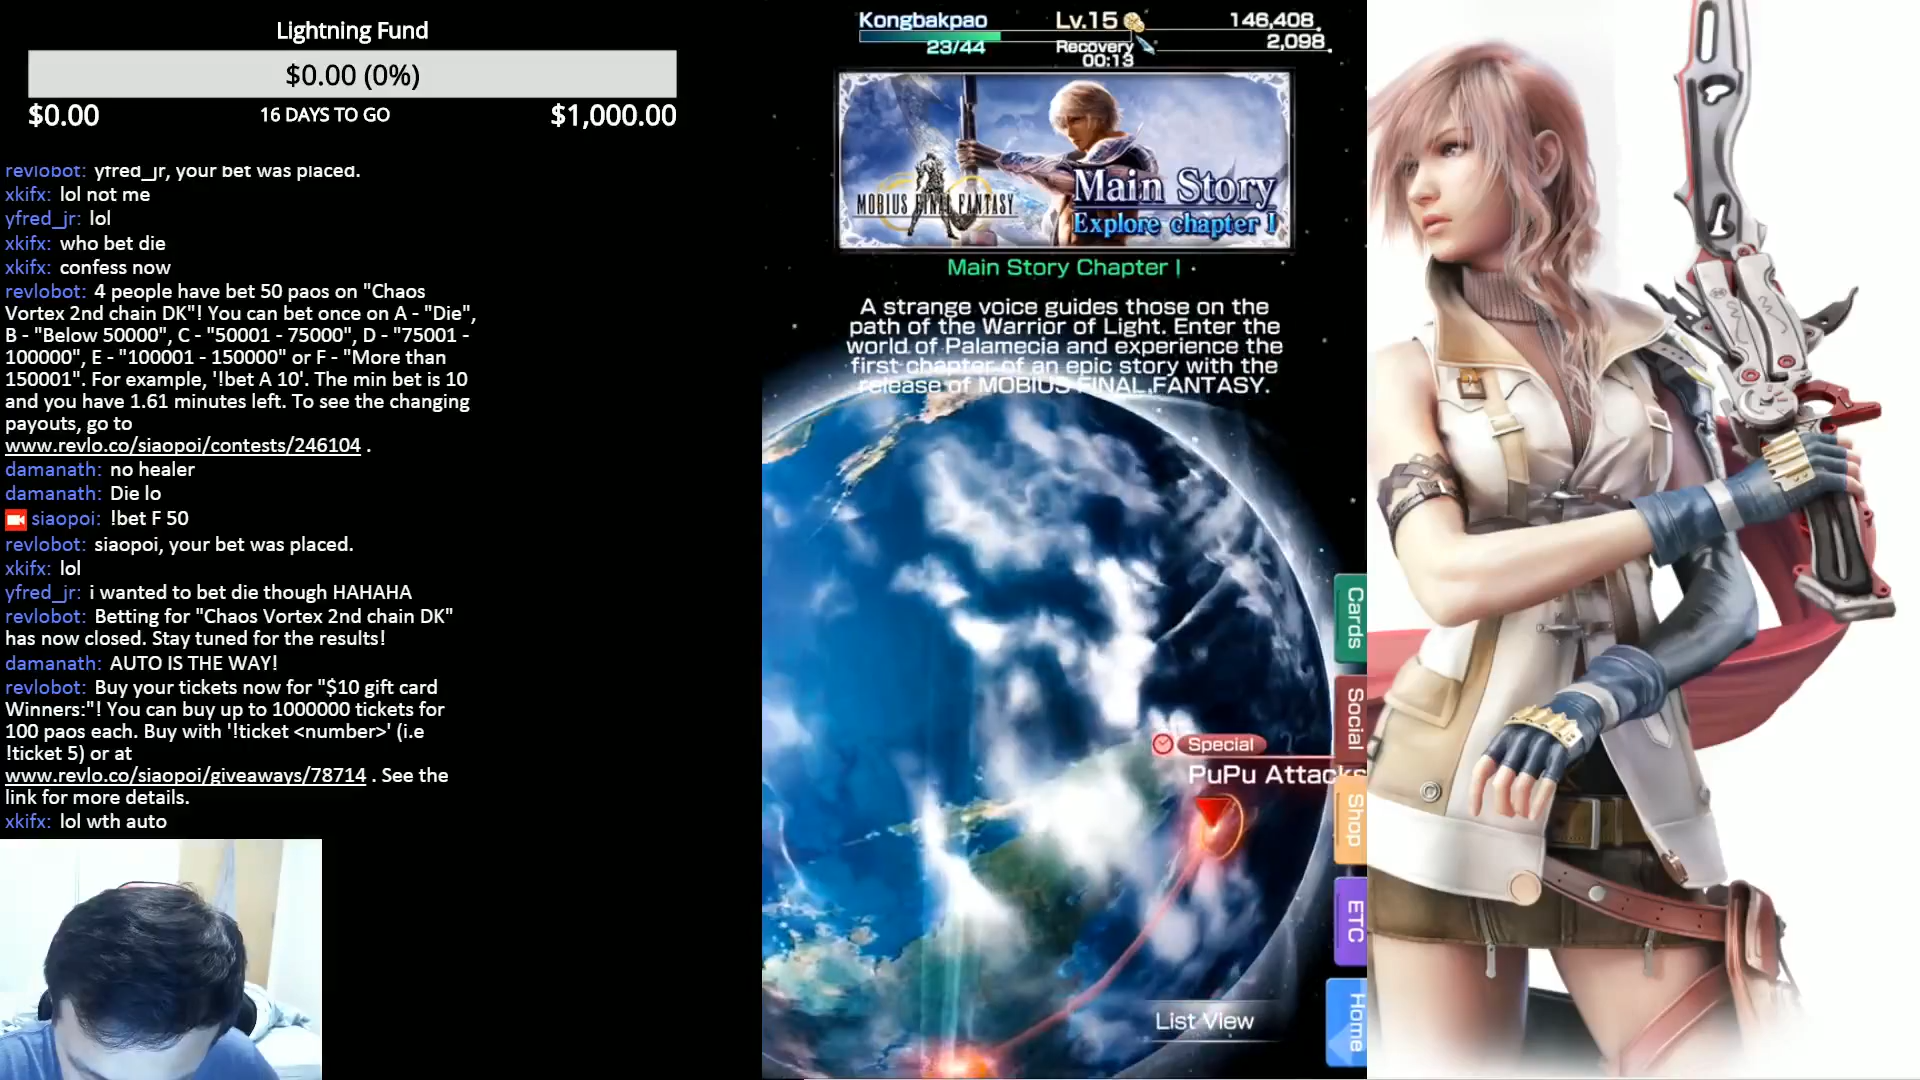 Lightning Fund
$0.00 (0%)
$0.00
16 DAYS TO GO
$1,000.00
revlobot: yfred_jr, your bet was placed.
xkifx: lol not me
yfred_jr: lol
xkifx: who bet die
xkifx: confess now
revlobot: 4 people have bet 50 paos on "Chaos
Vortex 2nd chain DK"! You can bet once on A - "Die",
B - "Below 50000", C - "50001 - 75000", D - "75001 -
100000", E - "100001 - 150000" or F - "More than
150001". For example, '!bet A 10'. The min bet is 10
and you have 1.61 minutes left. To see the changing
payouts, go to
www.revlo.co/siaopoi/contests/246104 .
damanath: no healer
damanath: Die lo
siaopoi: !bet F 50
revlobot: siaopoi, your bet was placed.
xkifx: lol
yfred_jr: i wanted to bet die though HAHAHA
revlobot: Betting for "Chaos Vortex 2nd chain DK"
has now closed. Stay tuned for the results!
damanath: AUTO IS THE WAY!
revlobot: Buy your tickets now for "$10 gift card
Winners:"! You can buy up to 1000000 tickets for
100 paos each. Buy with '!ticket <number>' (i.e
!ticket 5) or at
www.revlo.co/siaopoi/giveaways/78714 . See the
link for more details.
xkifx: lol wth auto
Kongbakpao
Lv.15
146,408
23/44
Recovery
00:13
2,098
MOBIUS FINAL FANTASY
Main Story
Explore chapter I
Main Story Chapter I
A strange voice guides those on the
path of the Warrior of Light. Enter the
world of Palamecia and experience the
first chapter of an epic story with the
release of MOBIUS FINAL FANTASY.
Special
PuPu Attacks
Cards
Social
Shop
ETC
Home
List View